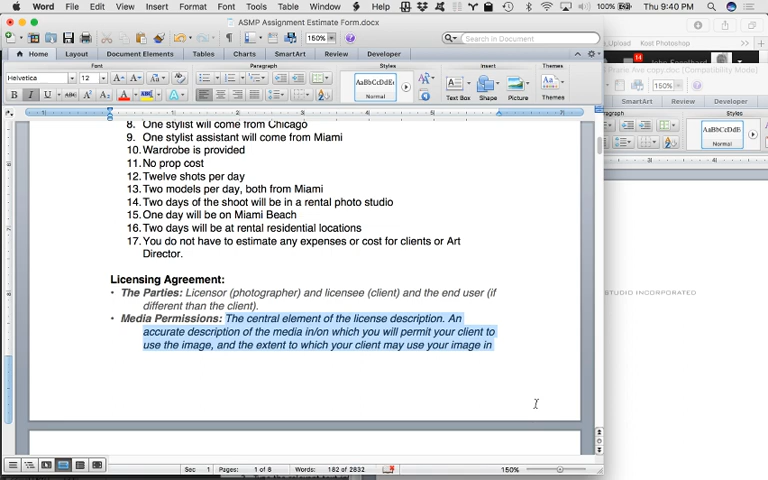 Word File Edit View Insert Format Font Tools Table Window Help 100% Thu 9:40 PM
ASMP Assignment Estimate Form.docx
150% Search in Document
Home Layout Document Elements Tables Charts SmartArt Review Developer
Font Paragraph Styles Insert Themes
Helvetica 12
AaBbCcDdEe Normal Text Box Shape Picture Themes
8. One stylist will come from Chicago
9. One stylist assistant will come from Miami
10. Wardrobe is provided
11. No prop cost
12. Twelve shots per day
13. Two models per day, both from Miami
14. Two days of the shoot will be in a rental photo studio
15. One day will be on Miami Beach
16. Two days will be at rental residential locations
17. You do not have to estimate any expenses or cost for clients or Art
Director.
Licensing Agreement:
• The Parties: Licensor (photographer) and licensee (client) and the end user (if
different than the client).
• Media Permissions: The central element of the license description. An
accurate description of the media in/on which you will permit your client to
use the image, and the extent to which your client may use your image in
Sec 1 Pages: 1 of 8 Words: 182 of 2832 150%
Kost Photoshop
150%
SmartArt Review Developer
Paragraph Styles
AaBbCcDdE
Normal
STUDIO INCORPORATED